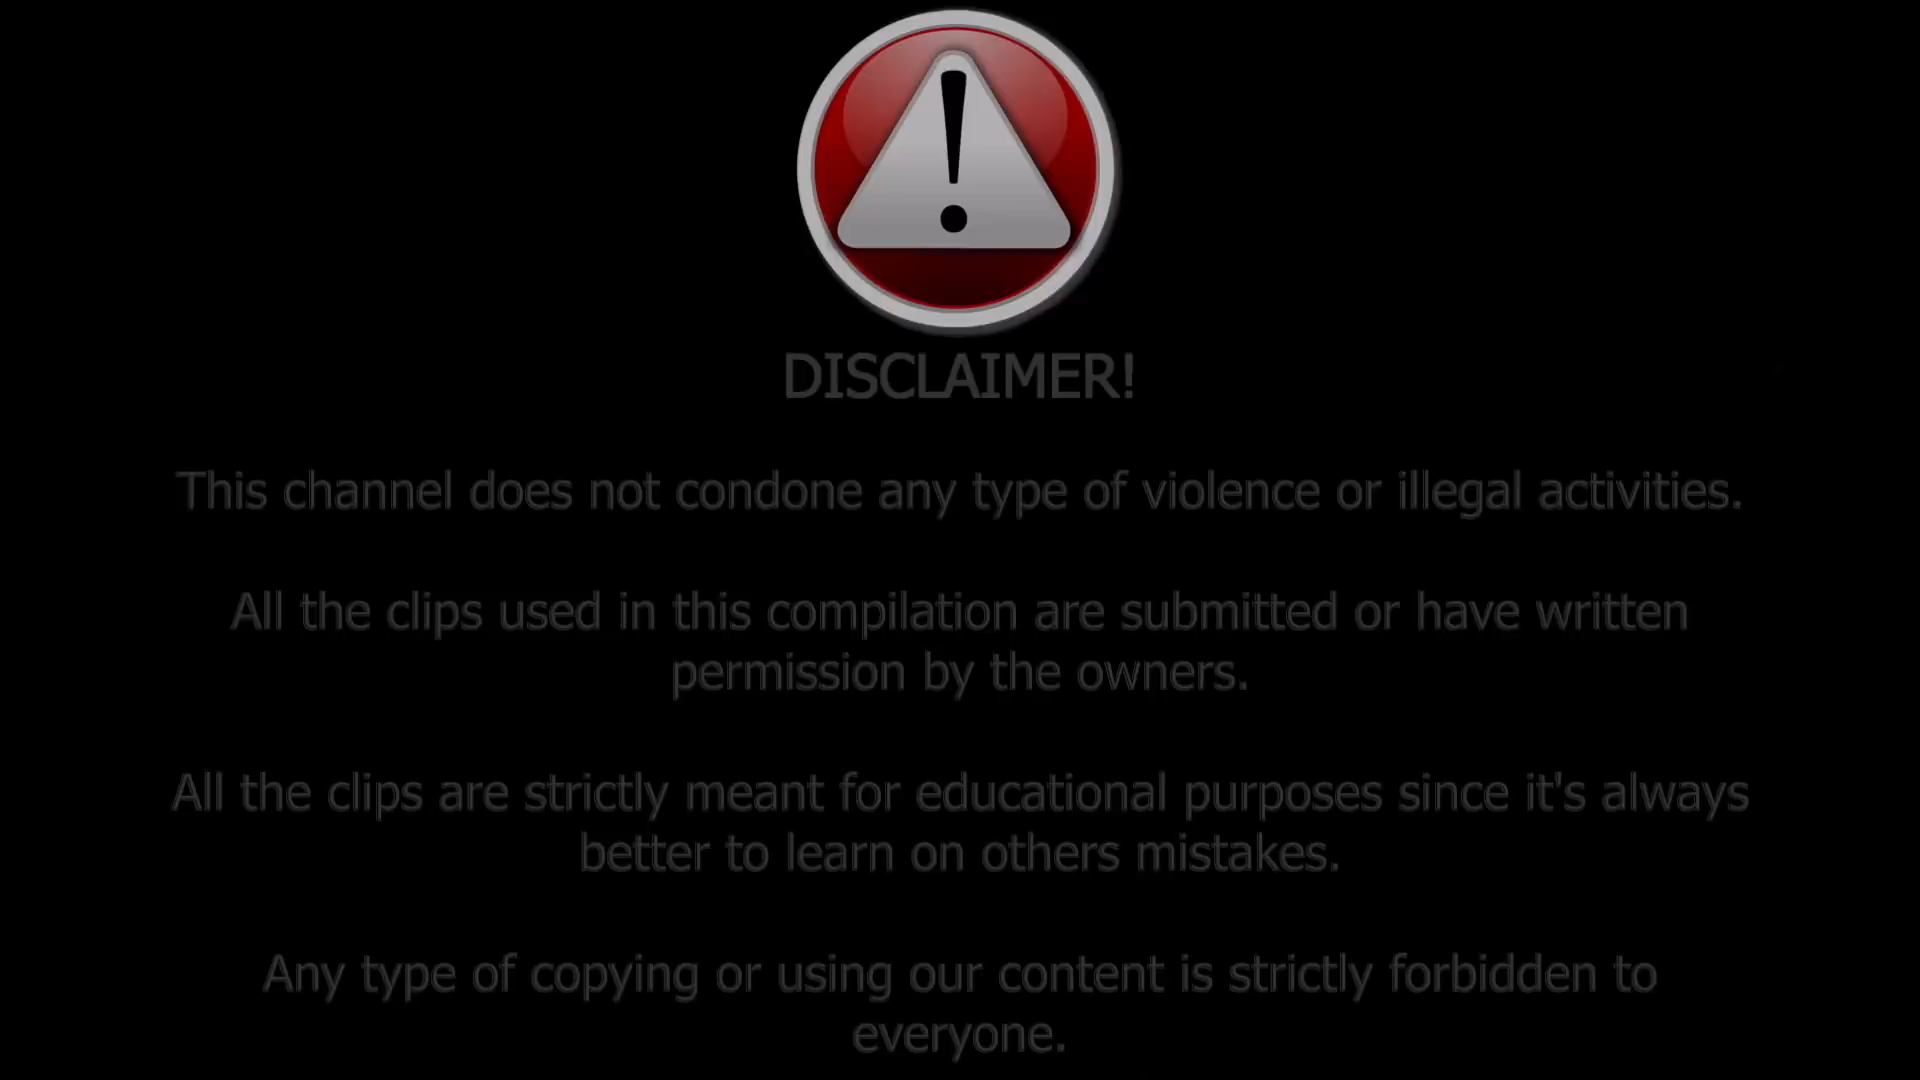 DISCLAIMER!
This channel does not condone any type of violence or illegal activities.
All the clips used in this compilation are submitted or have written
permission by the owners.
All the clips are strictly meant for educational purposes since it's always
better to learn on others mistakes.
Any type of copying or using our content is strictly forbidden to
everyone.